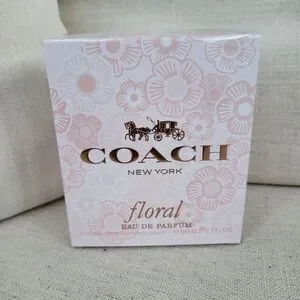 COACH
NEW YORK
floral
EAU DE PARFUM